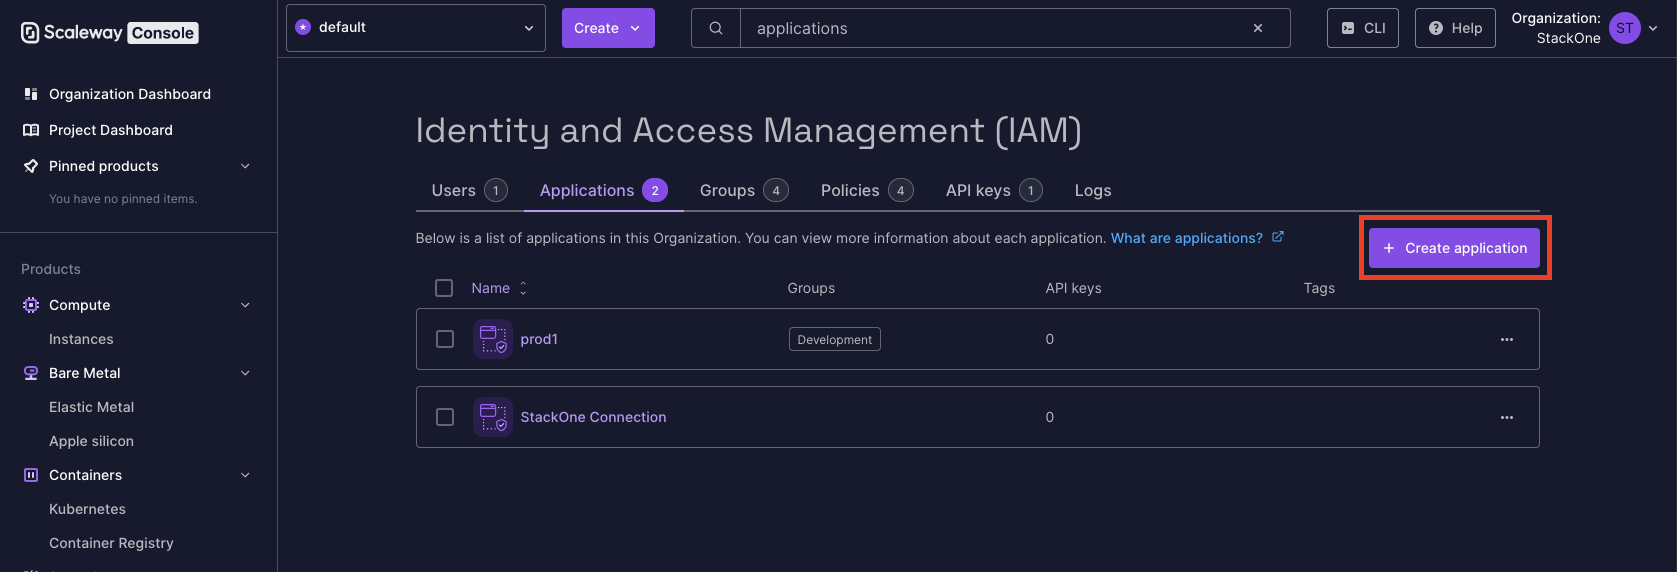 Scaleway Console
default
Create
applications
CLI
Help
Organization:
StackOne
ST
Organization Dashboard
Project Dashboard
Pinned products
You have no pinned items.
Products
Compute
Instances
Bare Metal
Elastic Metal
Apple silicon
Containers
Kubernetes
Container Registry
Identity and Access Management (IAM)
Users 1 Applications 2 Groups 4 Policies 4 API keys 1 Logs
Below is a list of applications in this Organization. You can view more information about each application. What are applications?
+ Create application
Name Groups API keys Tags
prod1 Development 0 ...
StackOne Connection 0 ...